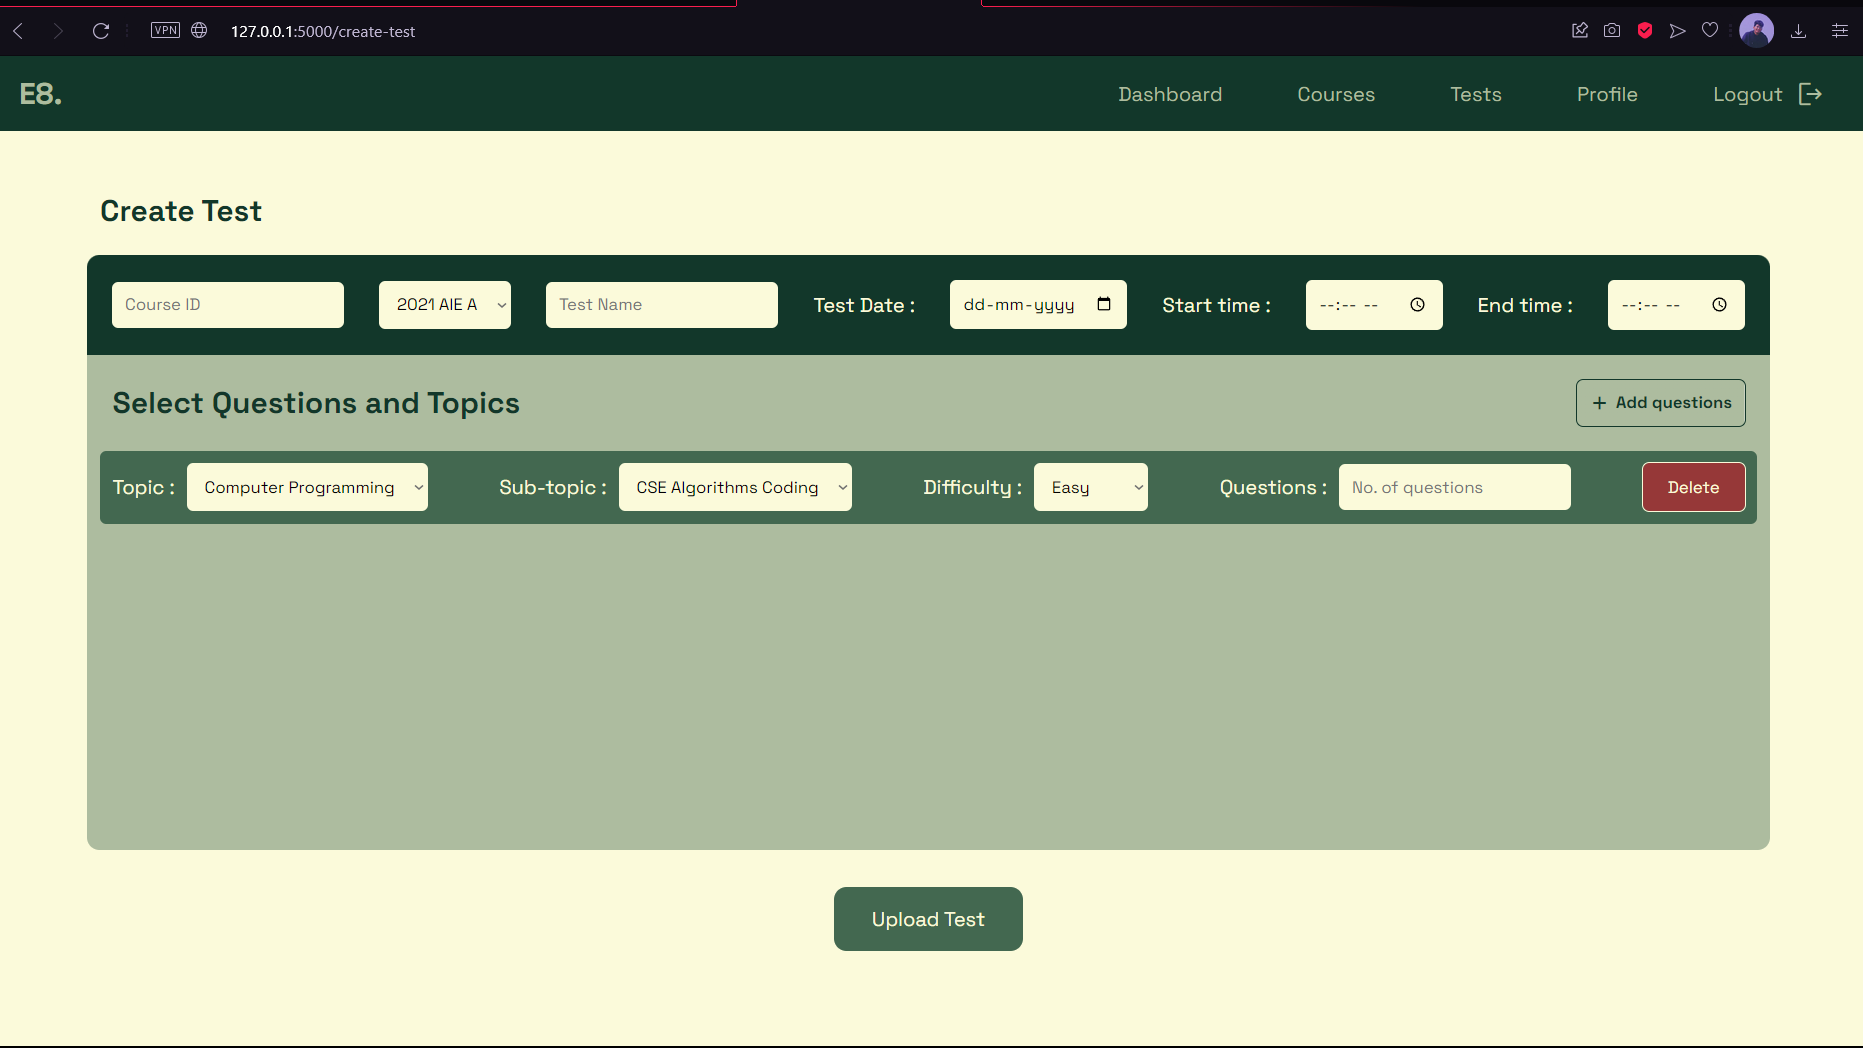 VPN 127.0.0.1:5000/create-test
E8. Dashboard Courses Tests Profile Logout
Create Test
Course ID 2021 AIE A Test Name Test Date : dd-mm-yyyy Start time : --:-- -- End time : --:-- --
Select Questions and Topics + Add questions
Topic : Computer Programming Sub-topic : CSE Algorithms Coding Difficulty : Easy Questions : No. of questions Delete
Upload Test